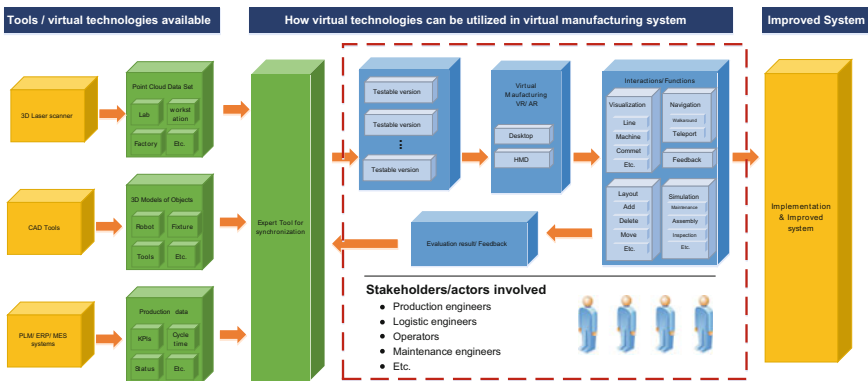 Tools / virtual technologies available
How virtual technologies can be utilized in virtual manufacturing system
Improved System
3D Laser scanner
Point Cloud Data Set
Lab
workst
ation
Factory
Etc.
CAD Tools
3D Models of Objects
Robot
Fixture
Tools
Etc.
PLM/ ERP/ MES
systems
Production data
KPIs
Cycle
time
Status
Etc.
Expert Tool for
synchronization
Testable version
Testable version
⋮
Testable version
Virtual
Maufacturing
VR/ AR
Desktop
HMD
Interactions/Functions
Visualization
Line
Machine
Commet
Etc.
Navigation
Walkaround
Teleport
Feedback
Layout
Add
Delete
Move
Etc.
Simulation
Maintenance
Assembly
Inspection
Etc.
Evaluation result/ Feedback
Stakeholders/actors involved
● Production engineers
● Logistic engineers
● Operators
● Maintenance engineers
● Etc.
Implementation
& Improved
system